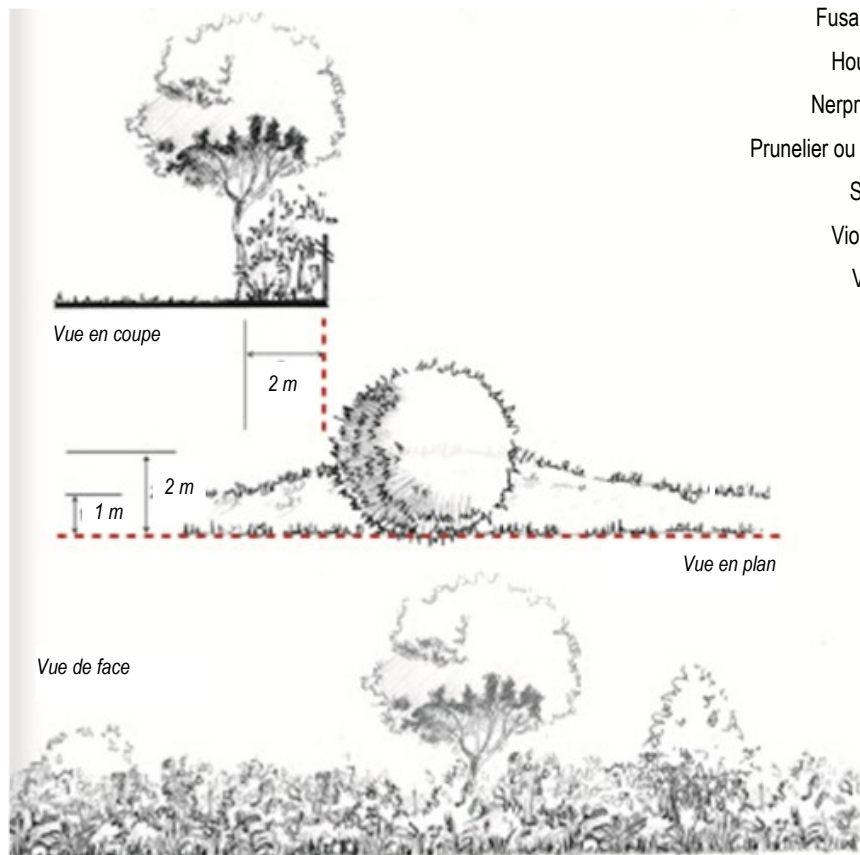 Fusa
Hou
Nerpr
Prunelier ou
S
Vio
V
Vue en coupe
2 m
2 m
1 m
Vue en plan
Vue de face